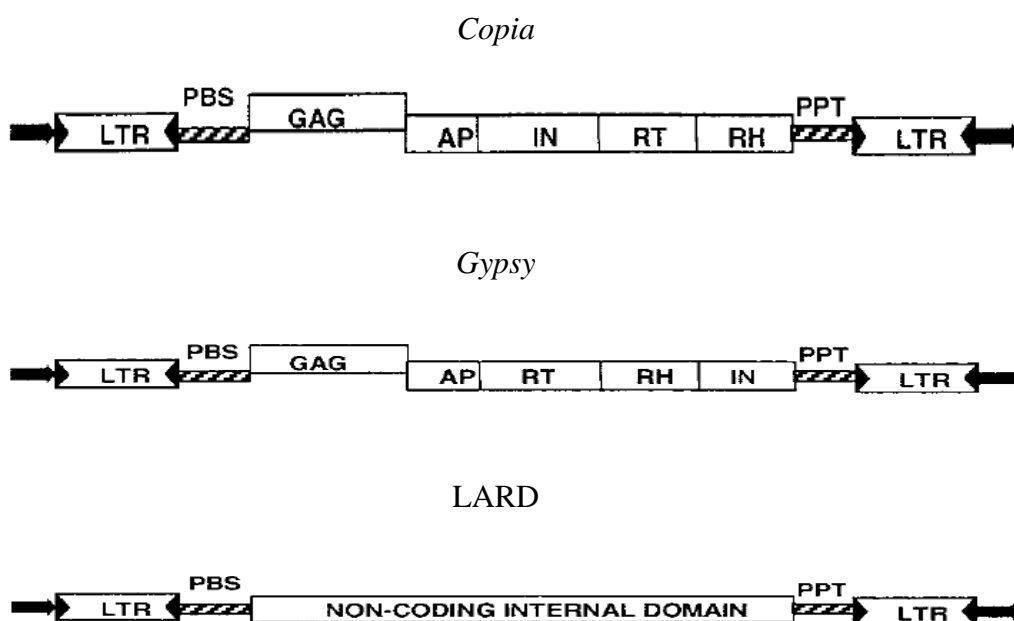 Copia
PBS PPT
LTR GAG AP IN RT RH LTR
Gypsy
PBS PPT
LTR GAG AP RT RH IN LTR
LARD
PBS PPT
LTR NON-CODING INTERNAL DOMAIN LTR